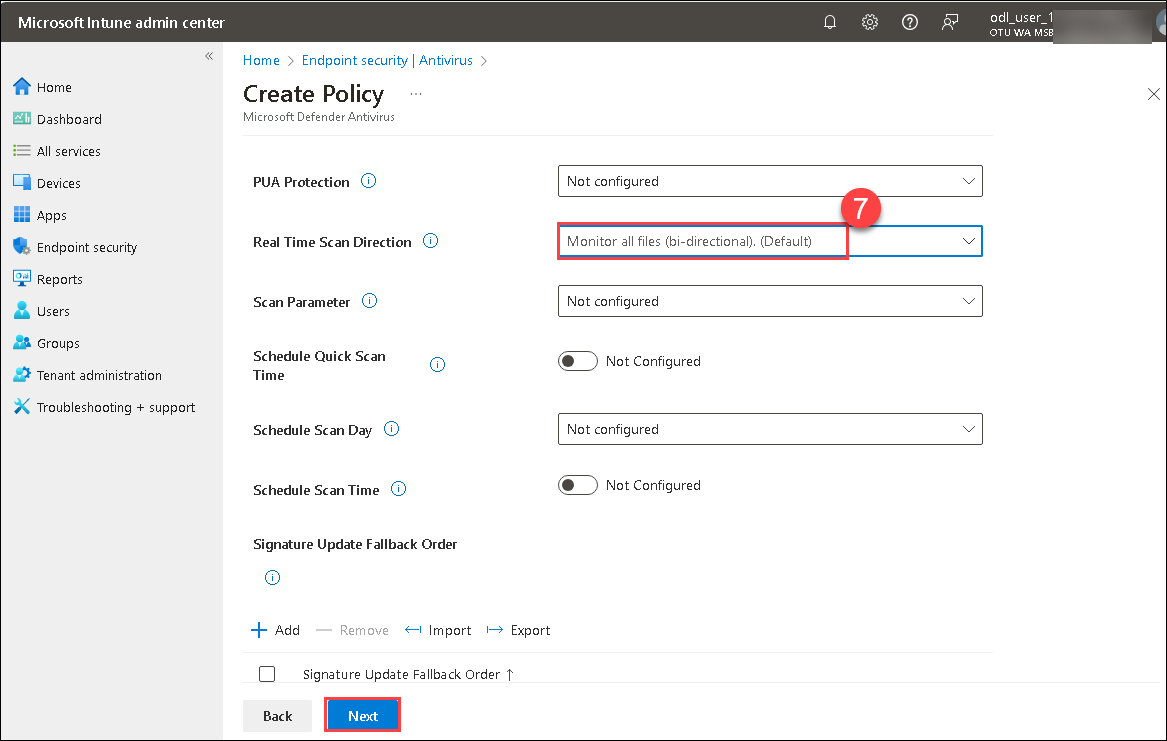 Microsoft Intune admin center
odl_user_1
OTU WA MSB
Home
Dashboard
All services
Devices
Apps
Endpoint security
Reports
Users
Groups
Tenant administration
Troubleshooting + support
Home > Endpoint security | Antivirus >
Create Policy ...
Microsoft Defender Antivirus
PUA Protection
Not configured
7
Real Time Scan Direction
Monitor all files (bi-directional). (Default)
Scan Parameter
Not configured
Schedule Quick Scan
Time
Not Configured
Schedule Scan Day
Not configured
Schedule Scan Time
Not Configured
Signature Update Fallback Order
Add Remove Import Export
Signature Update Fallback Order ↑
Back
Next